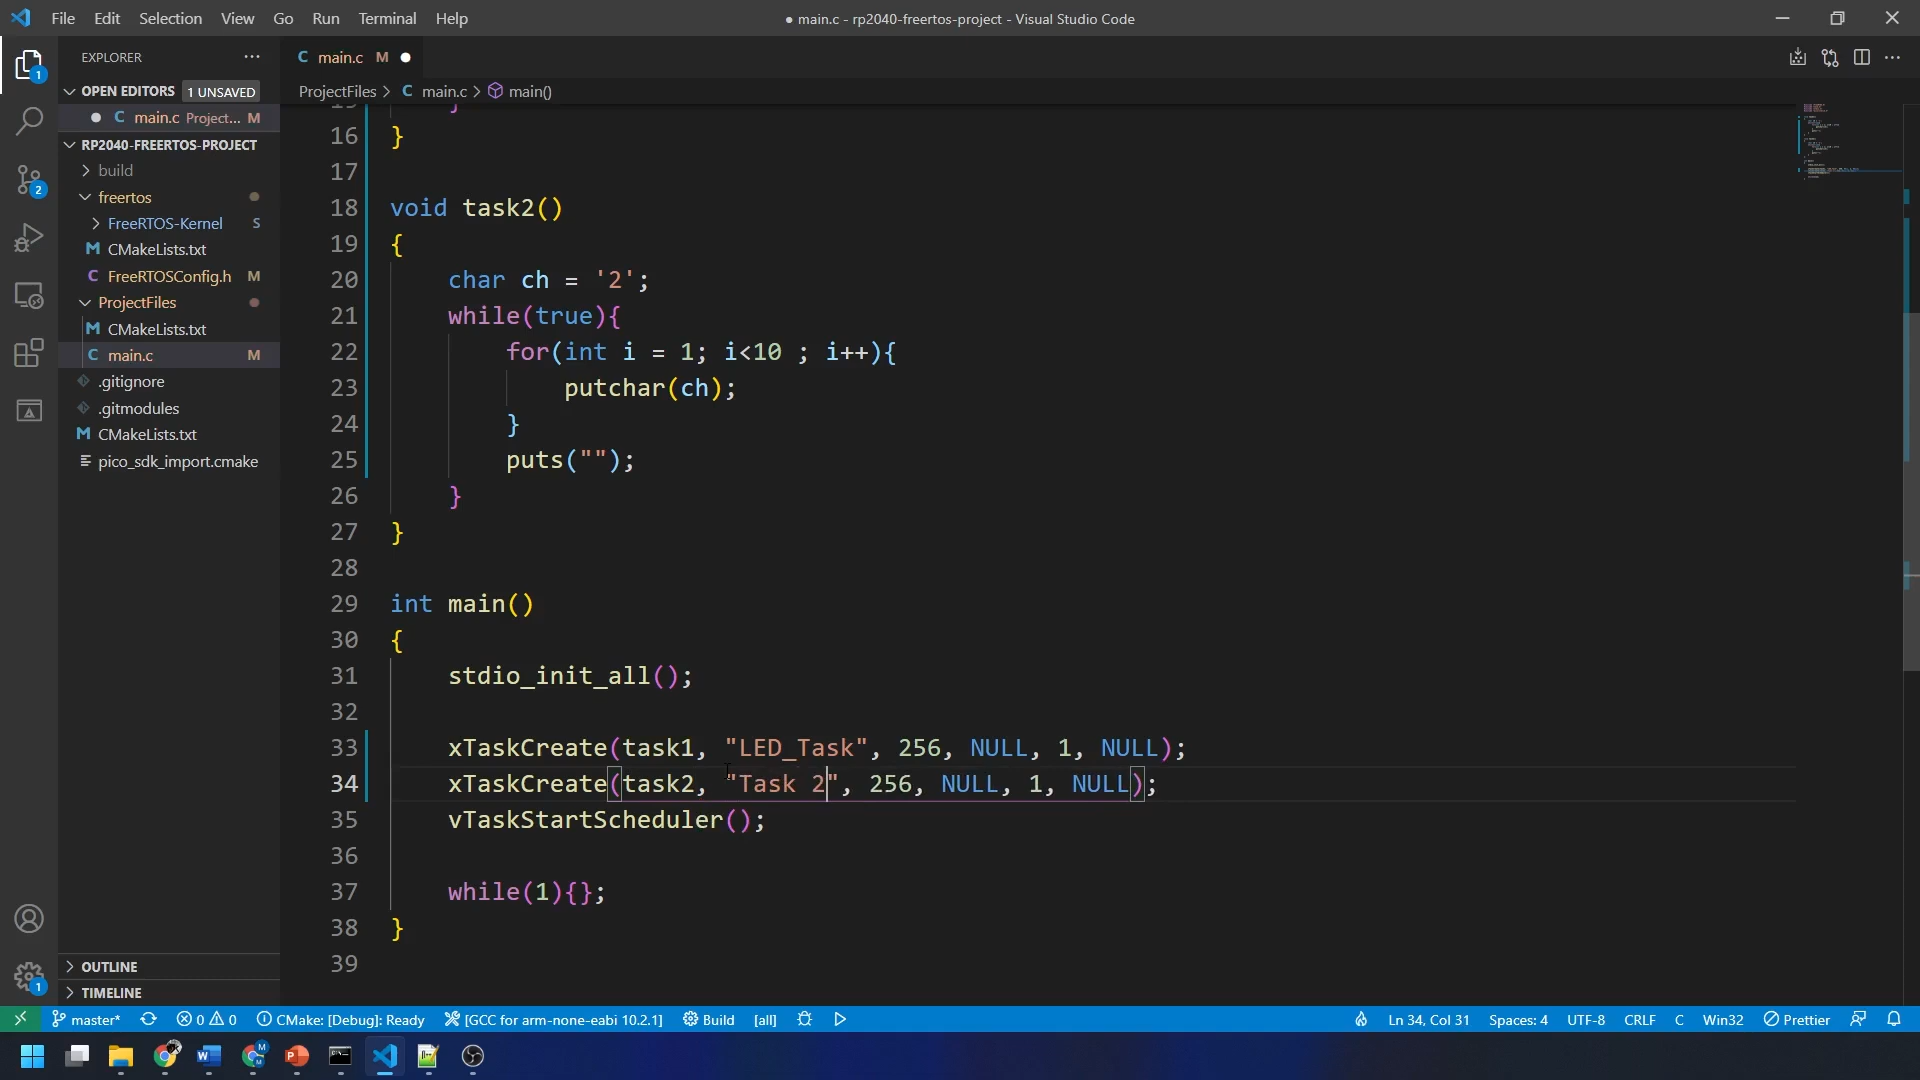 File Edit Selection View Go Run Terminal Help
● main.c - rp2040-freertos-project - Visual Studio Code
EXPLORER
OPEN EDITORS 1 UNSAVED
main.c Project... M
RP2040-FREERTOS-PROJECT
build
freertos
FreeRTOS-Kernel S
CMakeLists.txt
FreeRTOSConfig.h M
ProjectFiles
CMakeLists.txt
main.c M
.gitignore
.gitmodules
CMakeLists.txt
pico_sdk_import.cmake
OUTLINE
TIMELINE
main.c M
ProjectFiles > C main.c > main()
15 }
16 }
17
18 void task2()
19 {
20 char ch = '2';
21 while(true){
22 for(int i = 1; i<10 ; i++){
23 putchar(ch);
24 }
25 puts("");
26 }
27 }
28
29 int main()
30 {
31 stdio_init_all();
32
33 xTaskCreate(task1, "LED_Task", 256, NULL, 1, NULL);
34 xTaskCreate(task2, "Task 2", 256, NULL, 1, NULL);
35 vTaskStartScheduler();
36
37 while(1){};
38 }
39
master* 0 0 CMake: [Debug]: Ready [GCC for arm-none-eabi 10.2.1] Build [all] Ln 34, Col 31 Spaces: 4 UTF-8 CRLF C Win32 Prettier